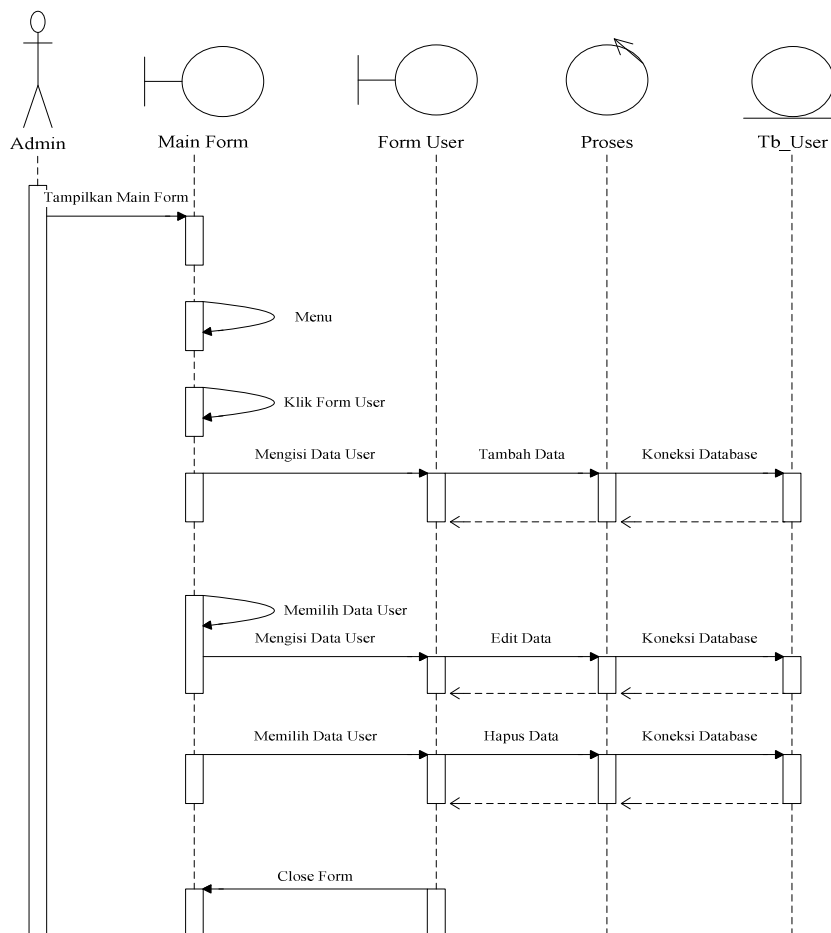 Admin
Main Form
Form User
Proses
Tb_User
Tampilkan Main Form
Menu
Klik Form User
Mengisi Data User
Tambah Data
Koneksi Database
Memilih Data User
Mengisi Data User
Edit Data
Koneksi Database
Memilih Data User
Hapus Data
Koneksi Database
Close Form